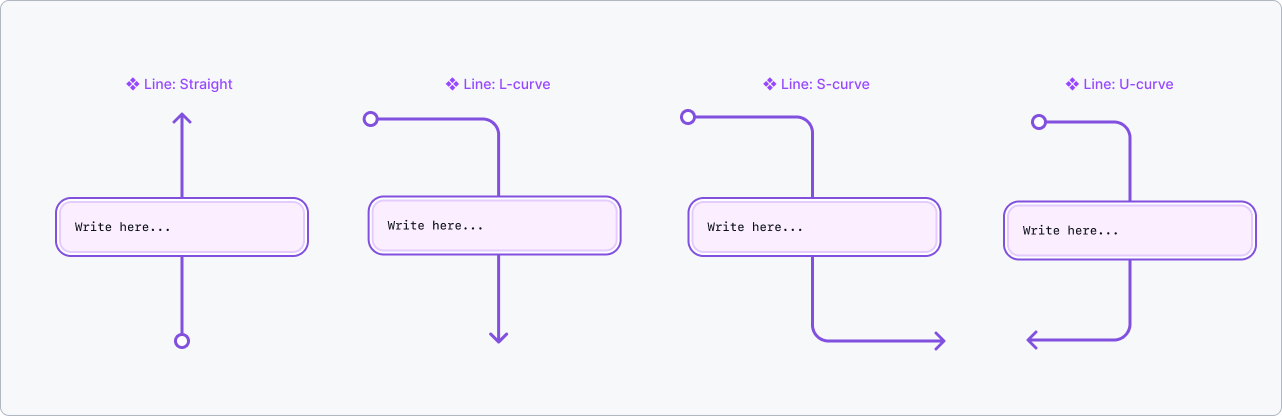 Line: Straight
Line: L-curve
Line: S-curve
Line: U-curve
Write here...
Write here...
Write here...
Write here...